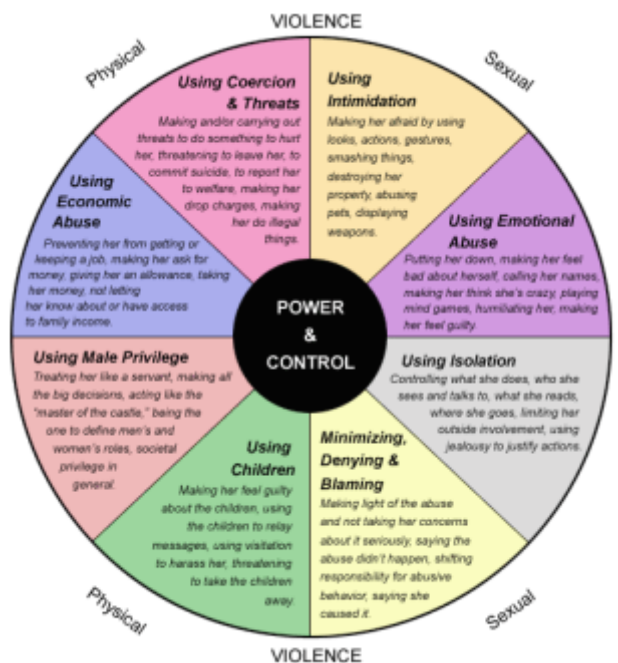 VIOLENCE
Physical
Sexual
Using Coercion
& Threats
Making and/or carrying out
threats to do something to hurt
her, threatening to leave her, to
commit suicide, to report her
to welfare, making her
drop charges, making
her do illegal
things.
Using
Intimidation
Making her afraid by using
looks, actions, gestures,
smashing things,
destroying her
property, abusing
pets, displaying
weapons.
Using
Economic
Abuse
Preventing her from getting or
keeping a job, making her ask for
money, giving her an allowance, taking
her money, not letting
her know about or have access
to family income.
Using Emotional
Abuse
Putting her down, making her feel
bad about herself, calling her names,
making her think she's crazy, playing
mind games, humiliating her, making
her feel guilty.
POWER
&
CONTROL
Using Male Privilege
Treating her like a servant, making all
the big decisions, acting like the
"master of the castle," being the
one to define men's and
women's roles, societal
privilege in
general.
Using Isolation
Controlling what she does, who she
sees and talks to, what she reads,
where she goes, limiting her
outside involvement, using
jealousy to justify actions.
Using
Children
Making her feel guilty
about the children, using
the children to relay
messages, using visitation
to harass her, threatening
to take the children
away.
Minimizing,
Denying &
Blaming
Making light of the abuse
and not taking her concerns
about it seriously, saying the
abuse didn't happen, shifting
responsibility for abusive
behavior, saying she
caused it.
Physical
Sexual
VIOLENCE